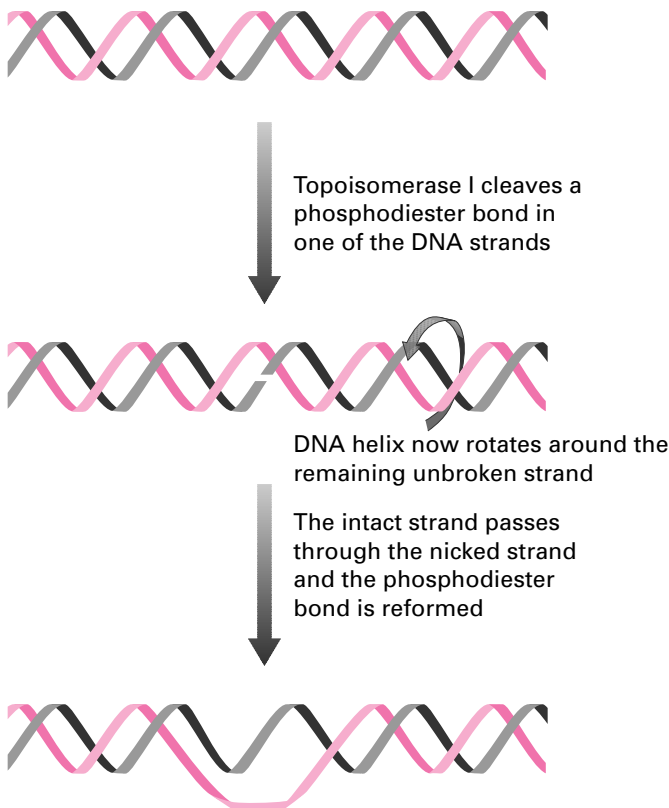 Topoisomerase I cleaves a
phosphodiester bond in
one of the DNA strands
DNA helix now rotates around the
remaining unbroken strand
The intact strand passes
through the nicked strand
and the phosphodiester
bond is reformed